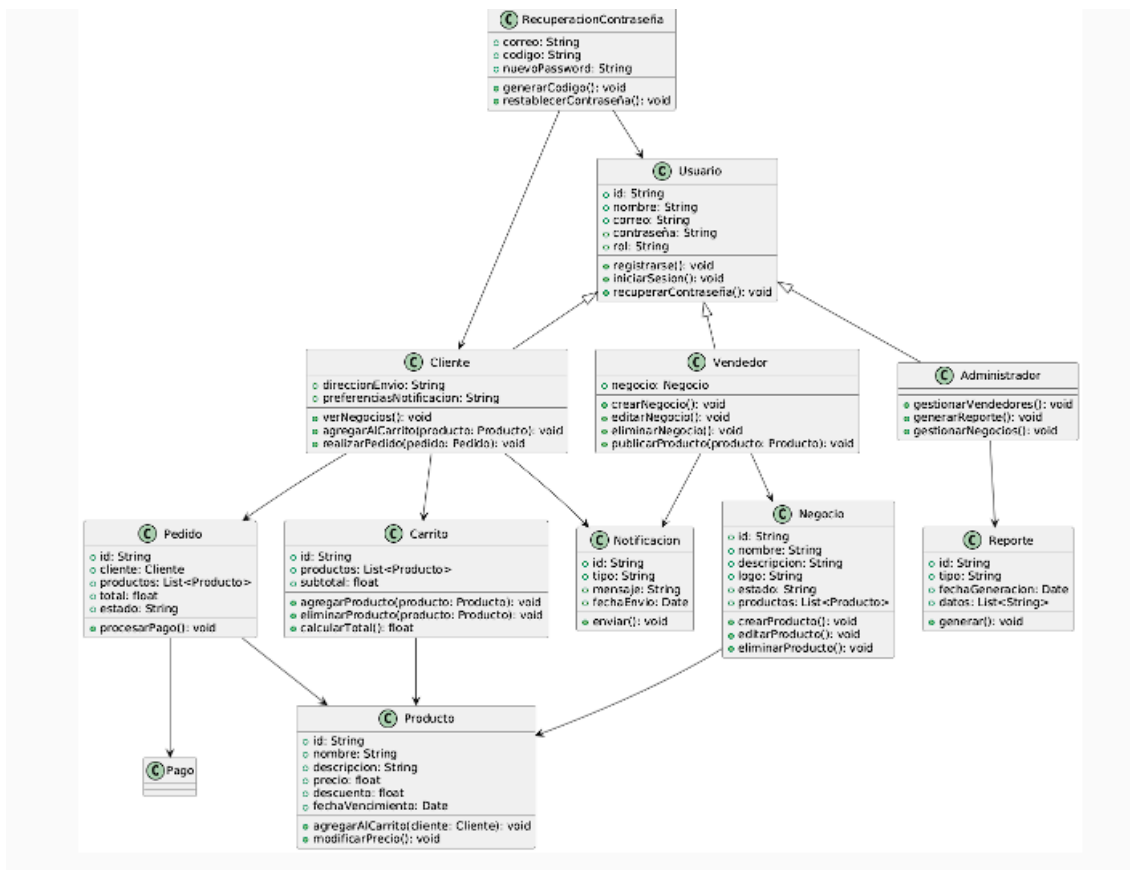 C RecuperacionContraseña
correo: String
codigo: String
nuevoPassword: String
generarCodigo(): void
restablecerContraseña(): void
C Usuario
id: String
nombre: String
correo: String
contraseña: String
rol: String
registrarse(): void
iniciarSesion(): void
recuperarContraseña(): void
C Cliente
direccionEnvio: String
preferenciasNotificacion: String
verNegocios(): void
agregarAlCarrito(producto: Producto): void
realizarPedido(pedido: Pedido): void
C Vendedor
negocio: Negocio
crearNegocio(): void
editarNegocio(): void
eliminarNegocio(): void
publicarProducto(producto: Producto): void
C Administrador
gestionarVendedores(): void
generarReporte(): void
gestionarNegocios(): void
C Pedido
id: String
cliente: Cliente
productos: List<Producto>
total: float
estado: String
procesarPago(): void
C Carrito
id: String
productos: List<Producto>
subtotal: float
agregarProducto(producto: Producto): void
eliminarProducto(producto: Producto): void
calcularTotal(): float
C Notificacion
id: String
tipo: String
mensaje: String
fechaEnvio: Date
enviar(): void
C Negocio
id: String
nombre: String
descripcion: String
logo: String
estado: String
productos: List<Producto>
crearProducto(): void
editarProducto(): void
eliminarProducto(): void
C Reporte
id: String
tipo: String
fechaGeneracion: Date
datos: List<String>
generar(): void
C Pago
C Producto
id: String
nombre: String
descripcion: String
precio: float
descuento: float
fechaVencimiento: Date
agregarAlCarrito(cliente: Cliente): void
modificarPrecio(): void